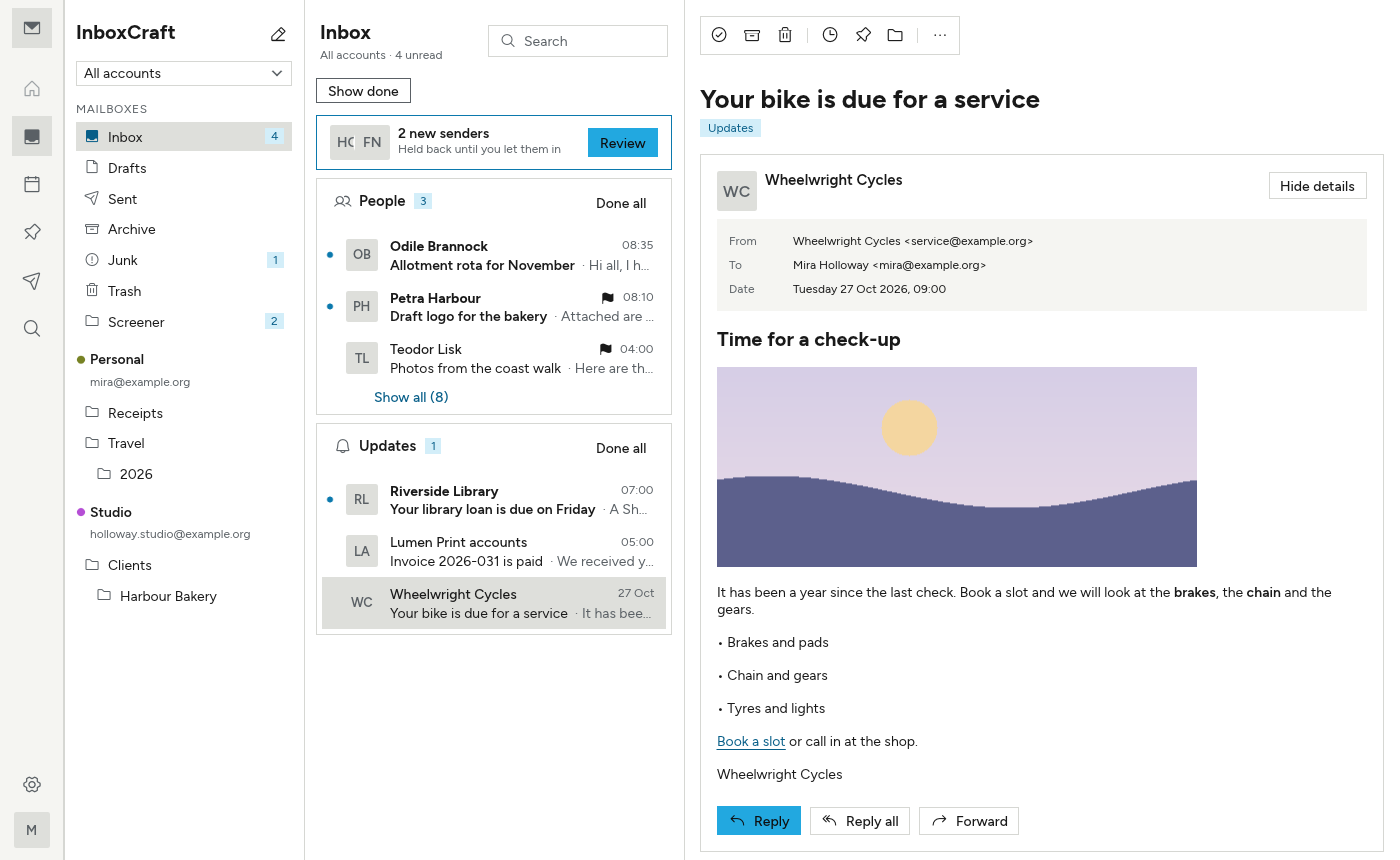 InboxCraft
All accounts
MAILBOXES
Inbox 4
Drafts
Sent
Archive
Junk 1
Trash
Screener 2
Personal
mira@example.org
Receipts
Travel
2026
Studio
holloway.studio@example.org
Clients
Harbour Bakery
M
Inbox
All accounts · 4 unread
Search
Show done
FN
2 new senders
Held back until you let them in
Review
People 3
Done all
OB
Odile Brannock 08:35
Allotment rota for November · Hi all, I h...
PH
Petra Harbour 08:10
Draft logo for the bakery · Attached are ...
TL
Teodor Lisk 04:00
Photos from the coast walk · Here are th...
Show all (8)
Updates 1
Done all
RL
Riverside Library 07:00
Your library loan is due on Friday · A Sh...
LA
Lumen Print accounts 05:00
Invoice 2026-031 is paid · We received y...
WC
Wheelwright Cycles 27 Oct
Your bike is due for a service · It has bee...
Your bike is due for a service
Updates
WC
Wheelwright Cycles
Hide details
From Wheelwright Cycles <service@example.org>
To Mira Holloway <mira@example.org>
Date Tuesday 27 Oct 2026, 09:00
Time for a check-up
It has been a year since the last check. Book a slot and we will look at the brakes, the chain and the
gears.
• Brakes and pads
• Chain and gears
• Tyres and lights
Book a slot or call in at the shop.
Wheelwright Cycles
Reply
Reply all
Forward